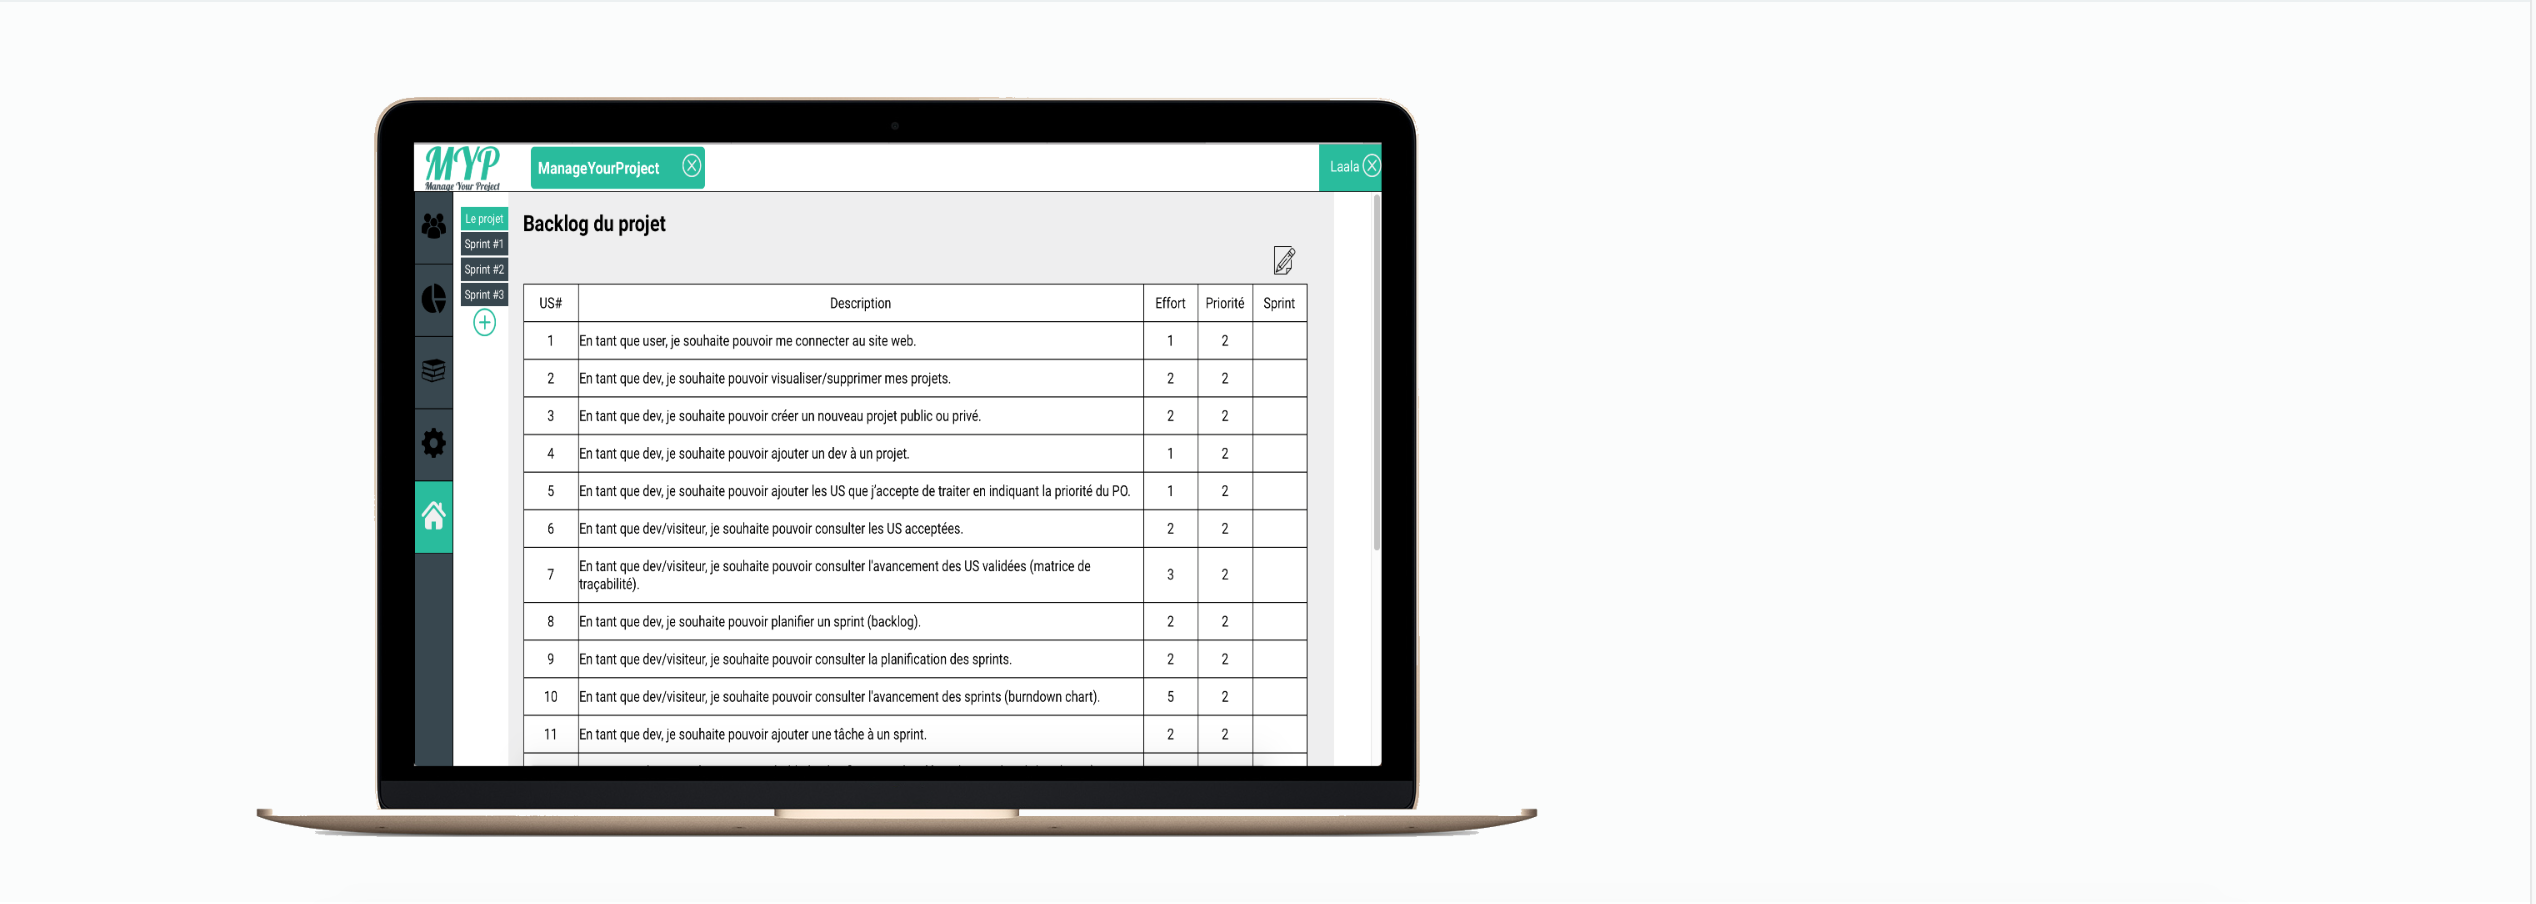 MYP
Manage Your Project
ManageYourProject
Laala
Le projet
Sprint #1
Sprint #2
Sprint #3
Backlog du projet
US# Description Effort Priorité Sprint
1 En tant que user, je souhaite pouvoir me connecter au site web. 1 2
2 En tant que dev, je souhaite pouvoir visualiser/supprimer mes projets. 2 2
3 En tant que dev, je souhaite pouvoir créer un nouveau projet public ou privé. 2 2
4 En tant que dev, je souhaite pouvoir ajouter un dev à un projet. 1 2
5 En tant que dev, je souhaite pouvoir ajouter les US que j'accepte de traiter en indiquant la priorité du PO. 1 2
6 En tant que dev/visiteur, je souhaite pouvoir consulter les US acceptées. 2 2
7 En tant que dev/visiteur, je souhaite pouvoir consulter l'avancement des US validées (matrice de
traçabilité). 3 2
8 En tant que dev, je souhaite pouvoir planifier un sprint (backlog). 2 2
9 En tant que dev/visiteur, je souhaite pouvoir consulter la planification des sprints. 2 2
10 En tant que dev/visiteur, je souhaite pouvoir consulter l'avancement des sprints (burndown chart). 5 2
11 En tant que dev, je souhaite pouvoir ajouter une tâche à un sprint. 2 2